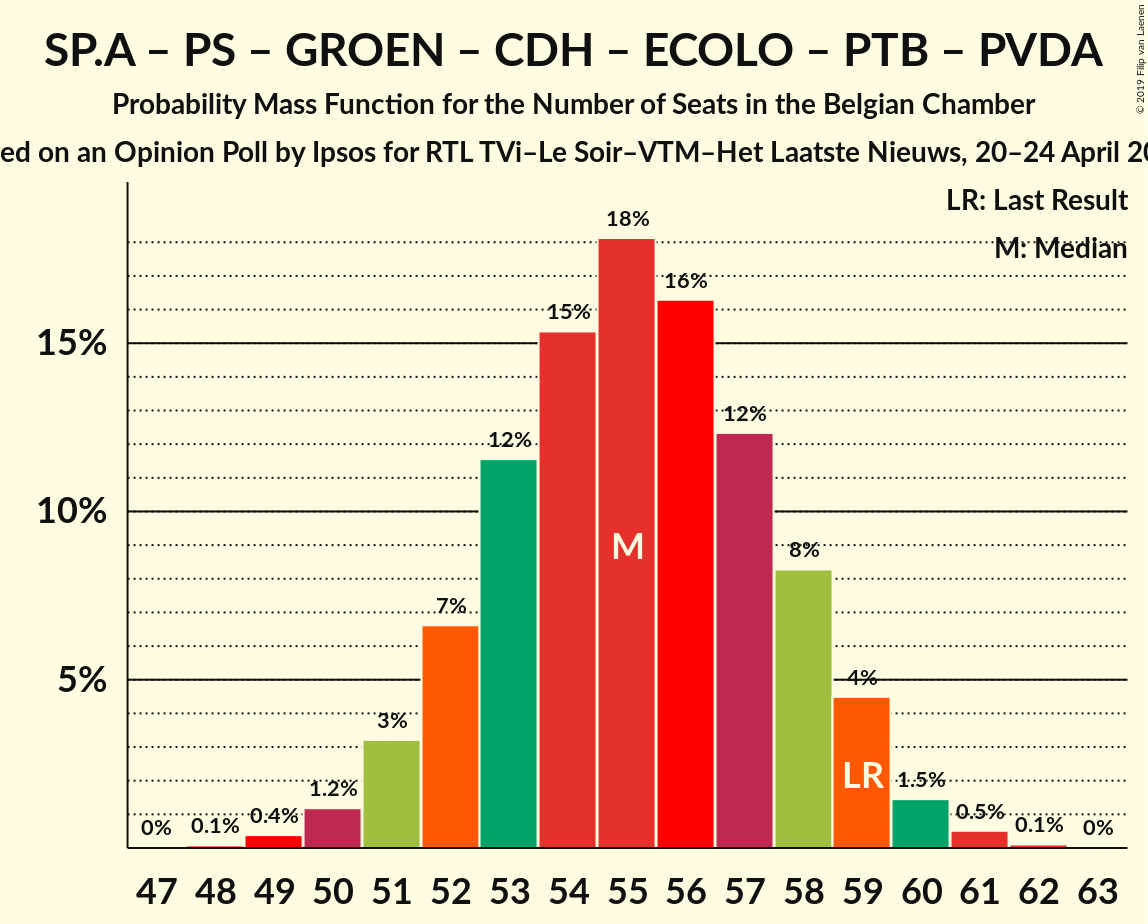 SP.A – PS – GROEN – CDH – ECOLO – PTB – PVDA
© 2019 Filip van Laenen
Probability Mass Function for the Number of Seats in the Belgian Chamber
ed on an Opinion Poll by Ipsos for RTL TVi–Le Soir–VTM–Het Laatste Nieuws, 20–24 April 20
LR: Last Result
M: Median
15%
10%
5%
0%
0.1%
0.4%
1.2%
3%
7%
12%
15%
18%
16%
12%
8%
4%
1.5%
0.5%
0.1%
0%
M
LR
47 48 49 50 51 52 53 54 55 56 57 58 59 60 61 62 63